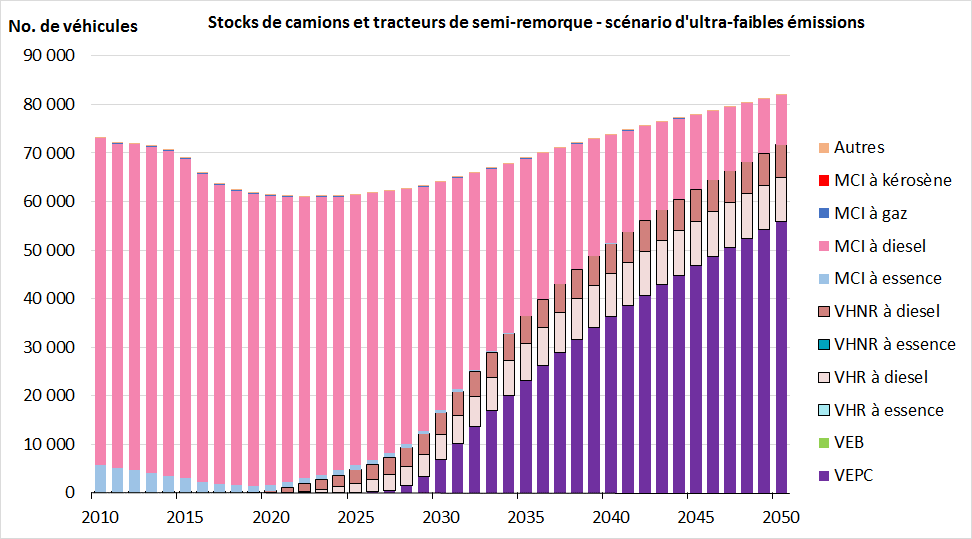 Stocks de camions et tracteurs de semi-remorque - scénario d'ultra-faibles émissions
No. de véhicules
90 000
80 000
70 000
60 000
50 000
40 000
30 000
20 000
10 000
0
2010 2015 2020 2025 2030 2035 2040 2045 2050
Autres
MCI à kérosène
MCI à gaz
MCI à diesel
MCI à essence
VHNR à diesel
VHNR à essence
VHR à diesel
VHR à essence
VEB
VEPC